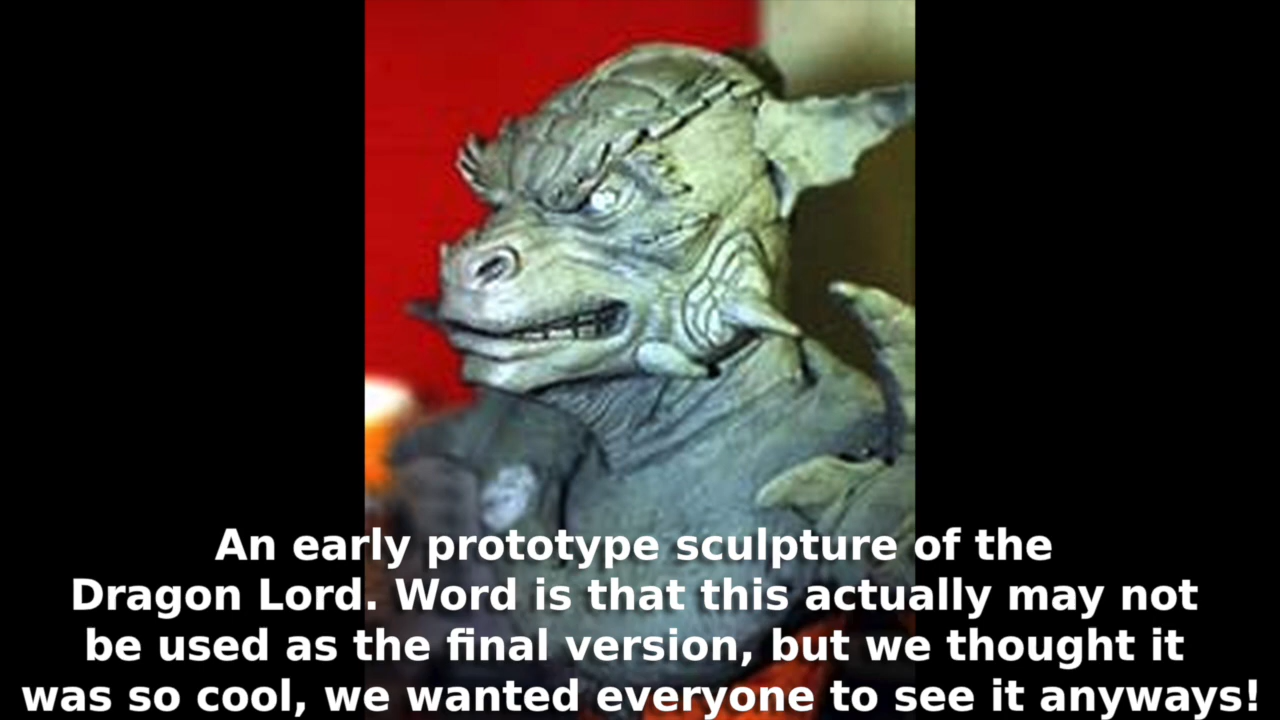 An early prototype sculpture of the
Dragon Lord. Word is that this actually may not
be used as the final version, but we thought it
was so cool, we wanted everyone to see it anyways!